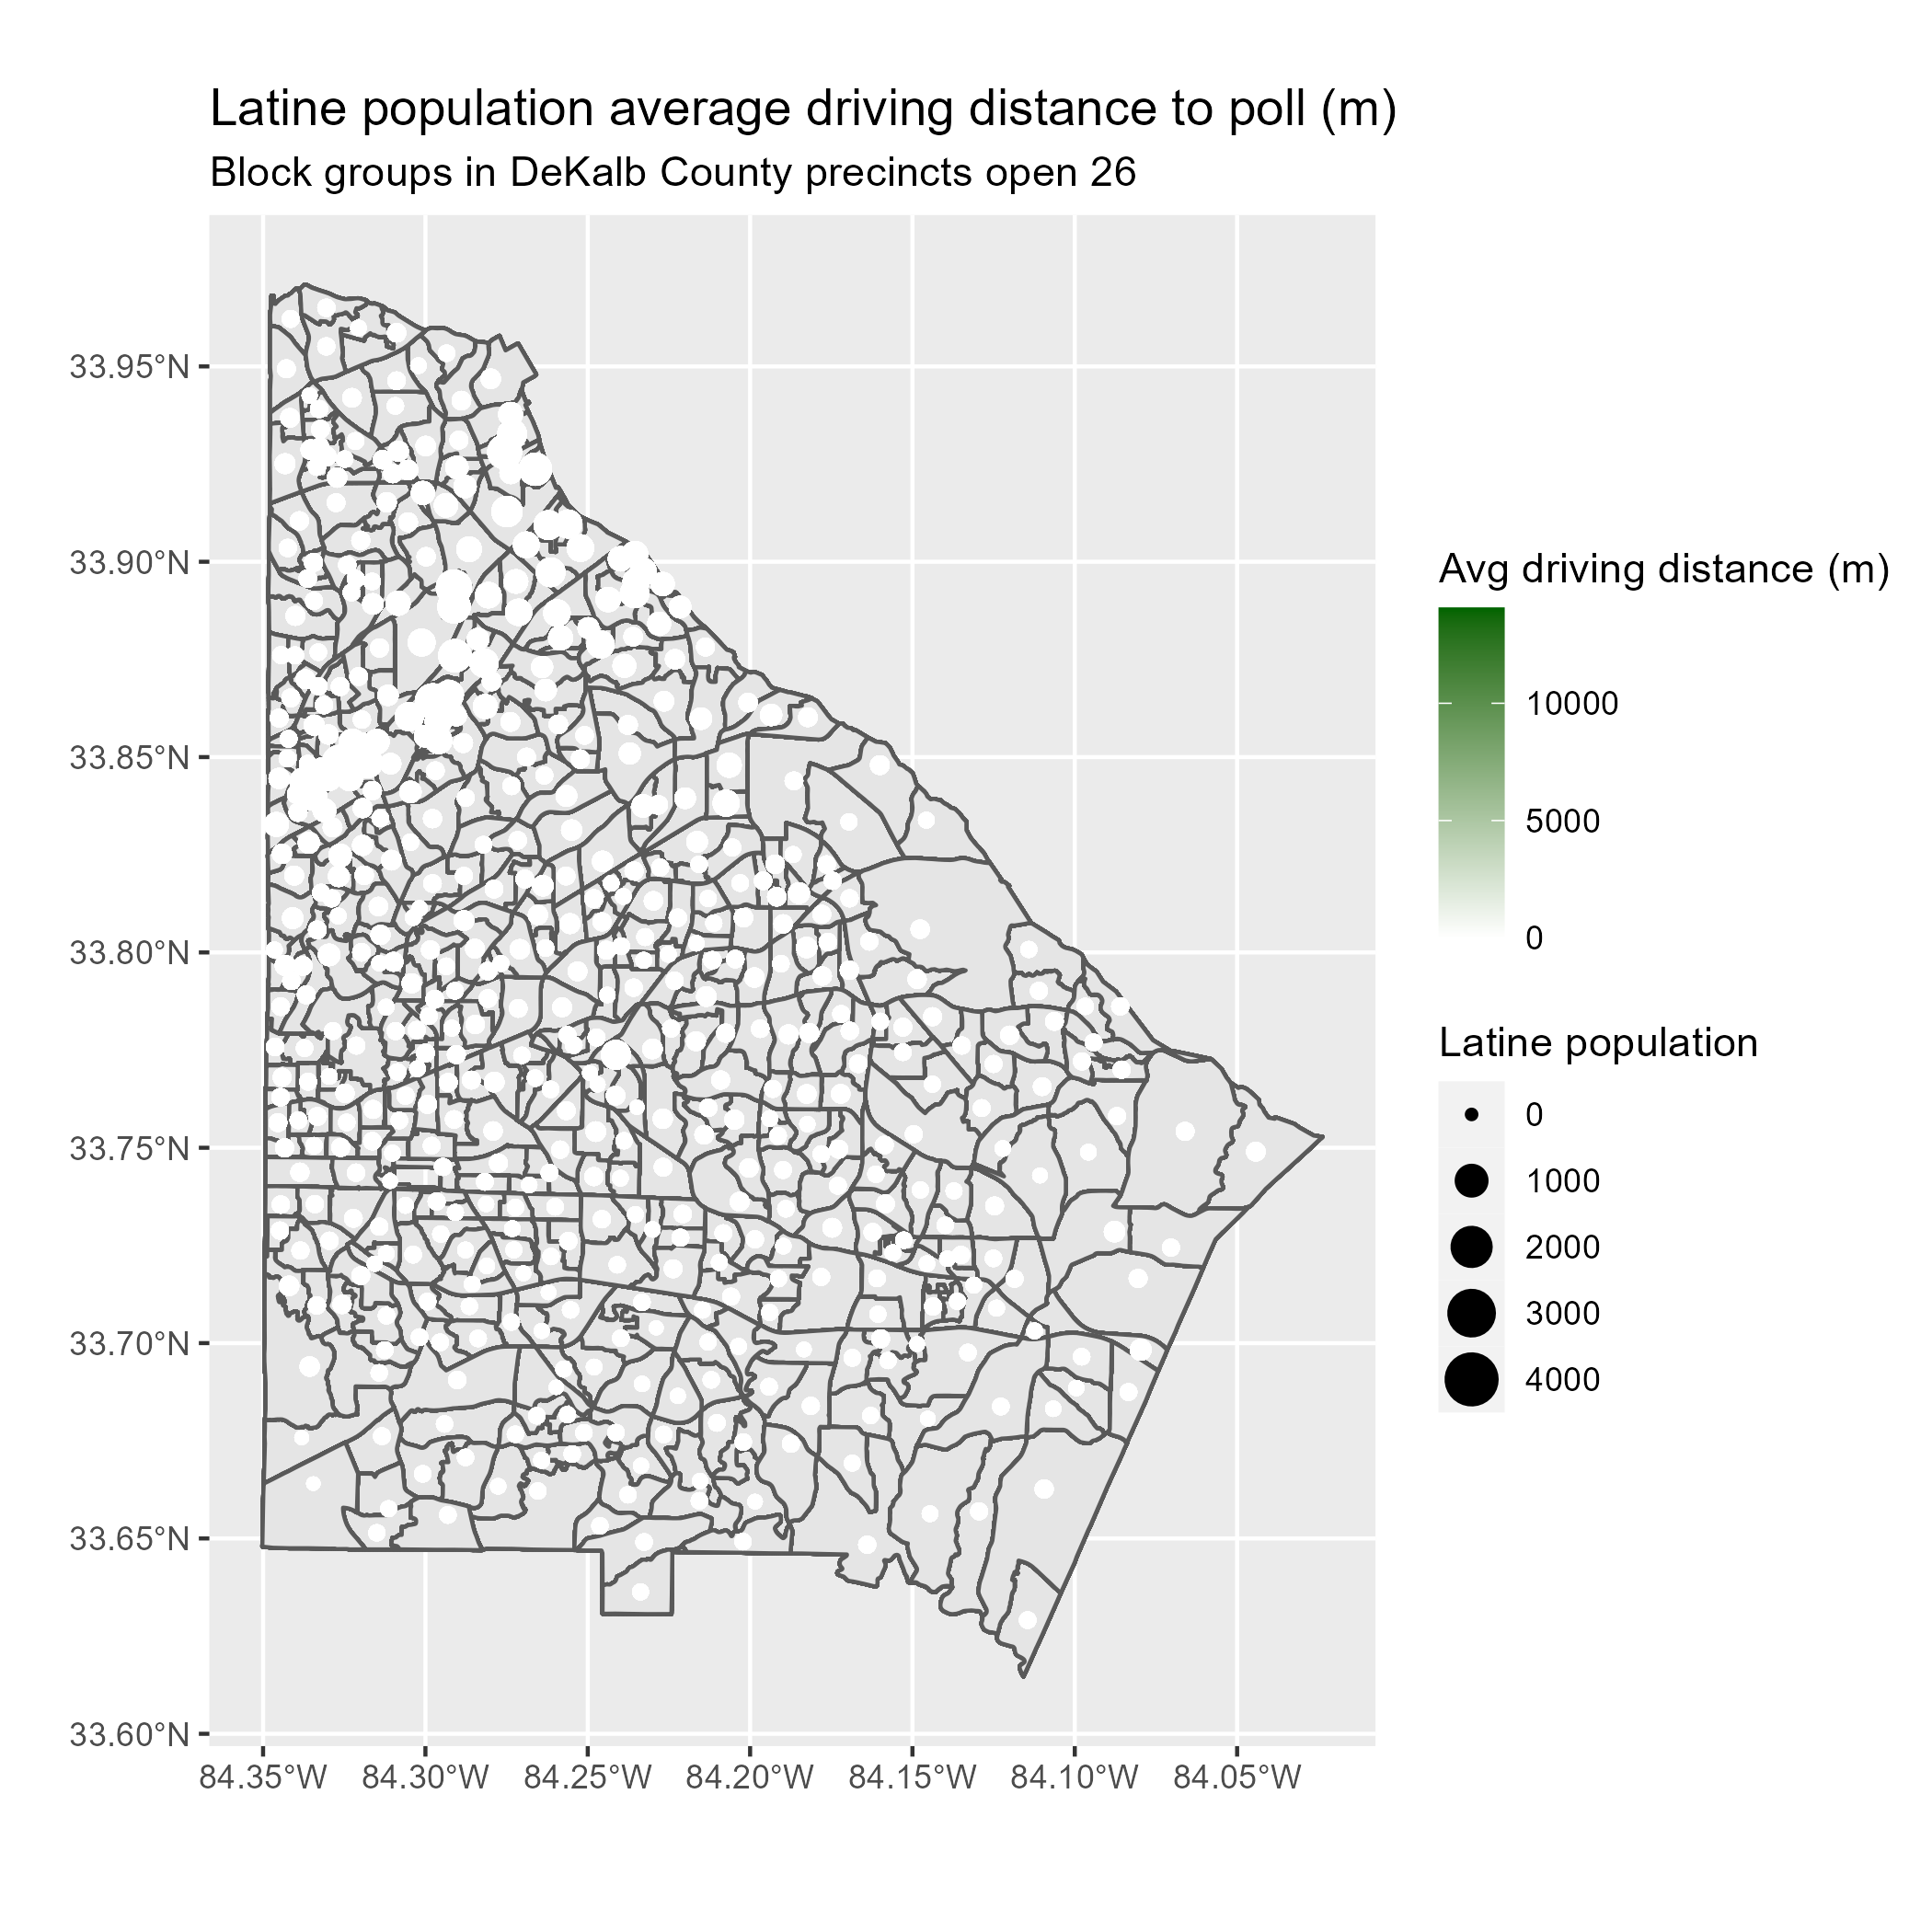 Latine population average driving distance to poll (m)
Block groups in DeKalb County precincts open 26
33.95°N
33.90°N
33.85°N
33.80°N
33.75°N
33.70°N
33.65°N
33.60°N
84.35°W 84.30°W 84.25°W 84.20°W 84.15°W 84.10°W 84.05°W
Avg driving distance (m)
10000
5000
0
Latine population
0
1000
2000
3000
4000